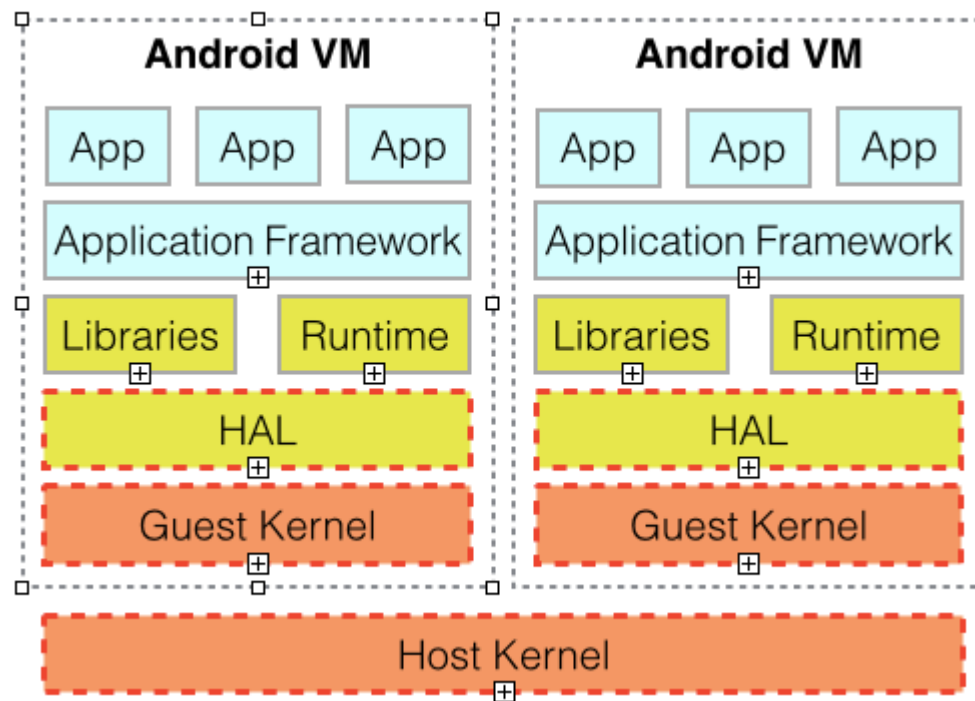 Android VM
App App App
Application Framework
Libraries Runtime
HAL
Guest Kernel
Android VM
App App App
Application Framework
Libraries Runtime
HAL
Guest Kernel
Host Kernel